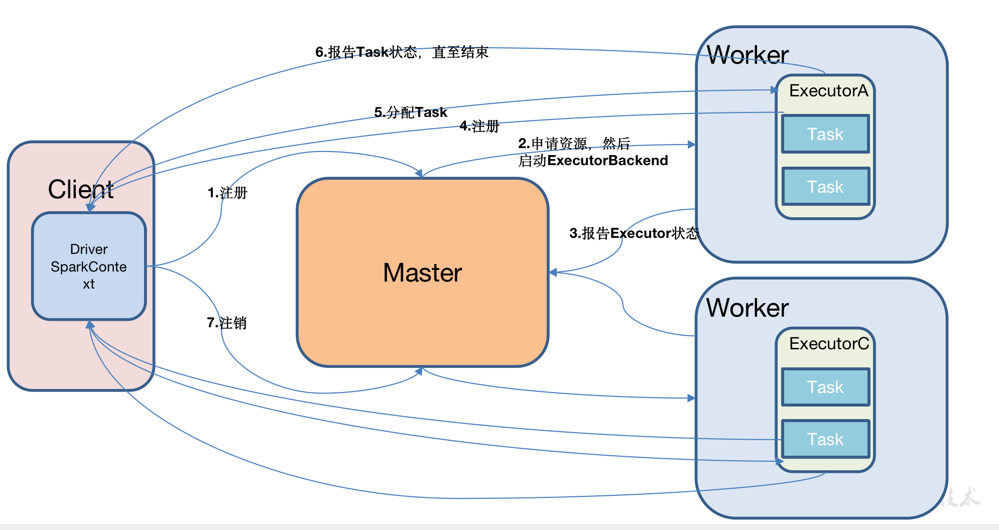 6.报告Task状态，直至结束
Worker
ExecutorA
5.分配Task
4.注册
Task
2.申请资源，然后
启动ExecutorBackend
Task
Client
1.注册
3.报告Executor状态
Driver
SparkConte
xt
Master
Worker
7.注销
ExecutorC
Task
Task
技术